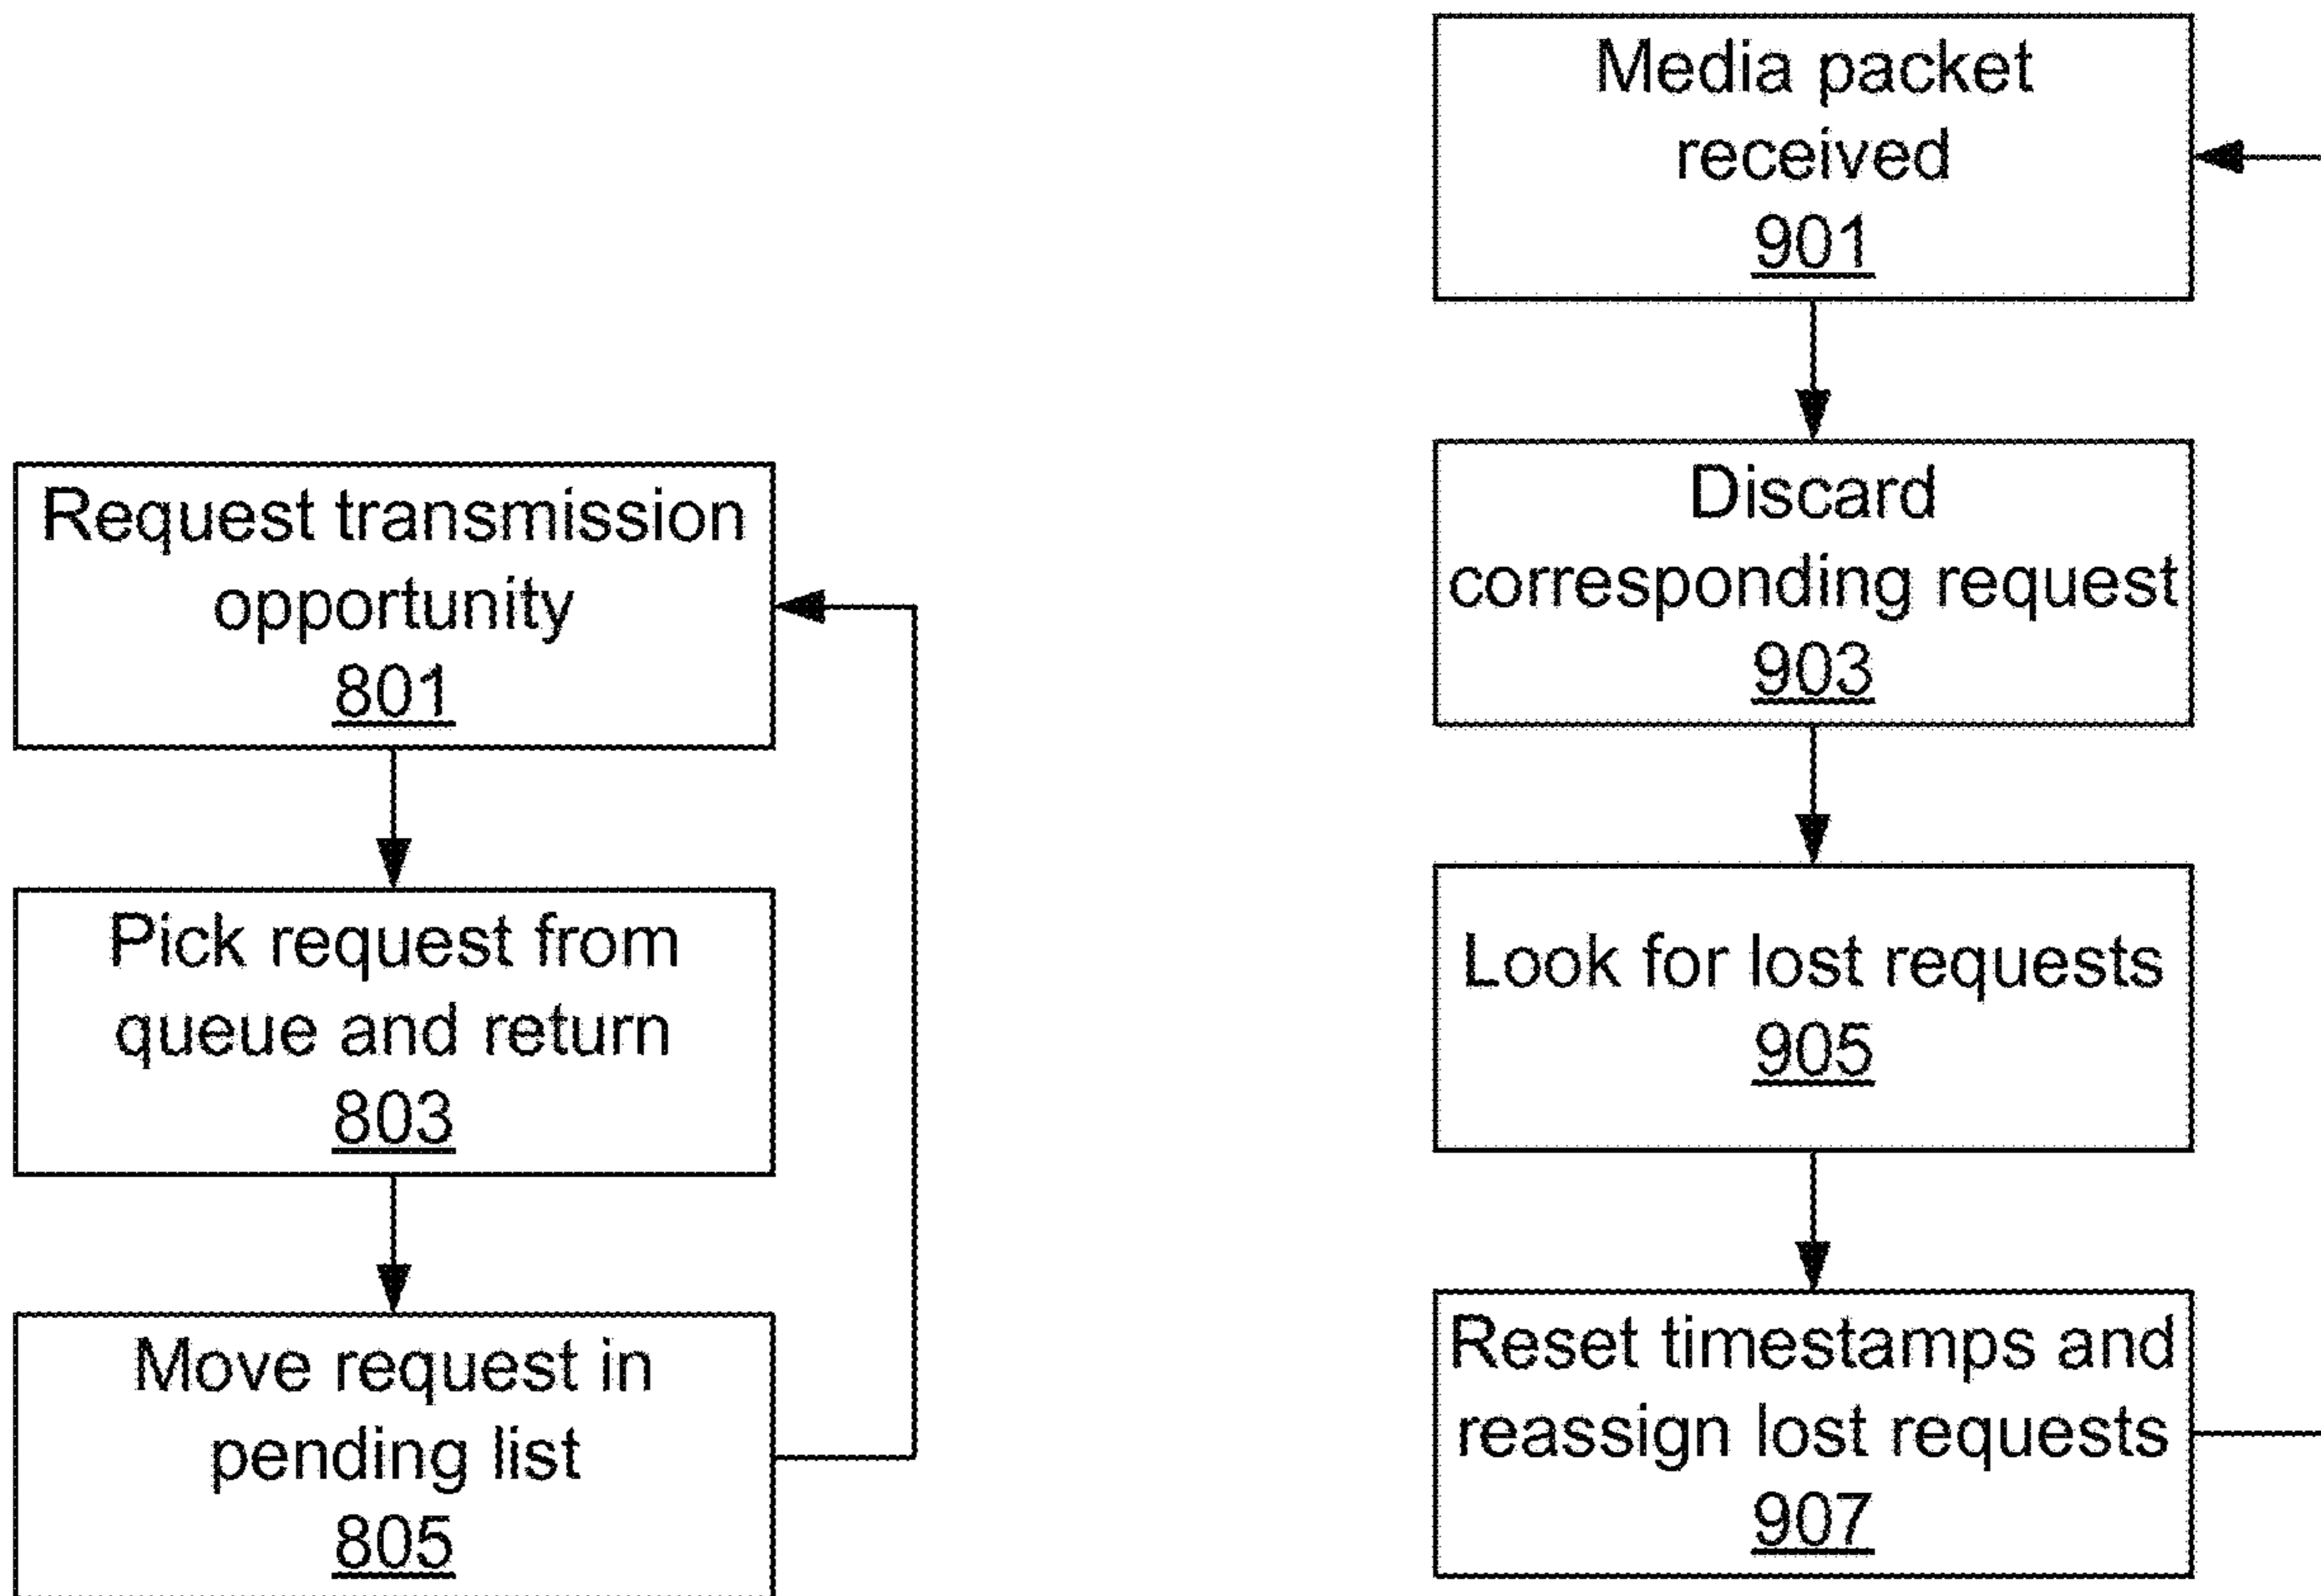 Request transmission
opportunity
801
Pick request from
queue and return
803
Move request in
pending list
805
Media packet
received
901
Discard
corresponding request
903
Look for lost requests
905
Reset timestamps and
reassign lost requests
907